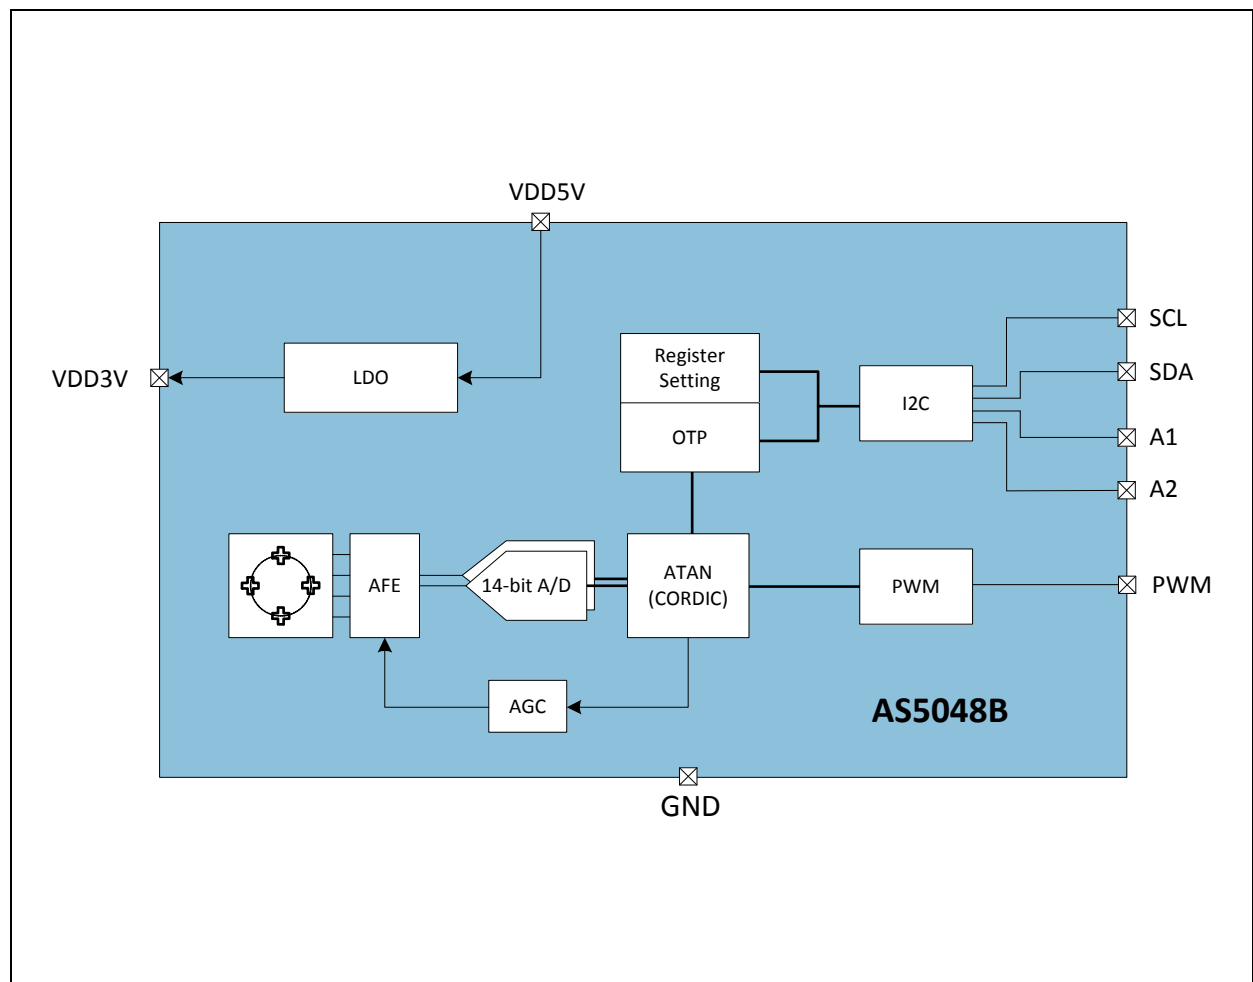 VDD5V
SCL
Register
Setting
SDA
VDD3V
LDO
I2C
OTP
A1
A2
ATAN
(CORDIC)
AFE
14-bit A/D
PWM
PWM
AGC
AS5048B
GND